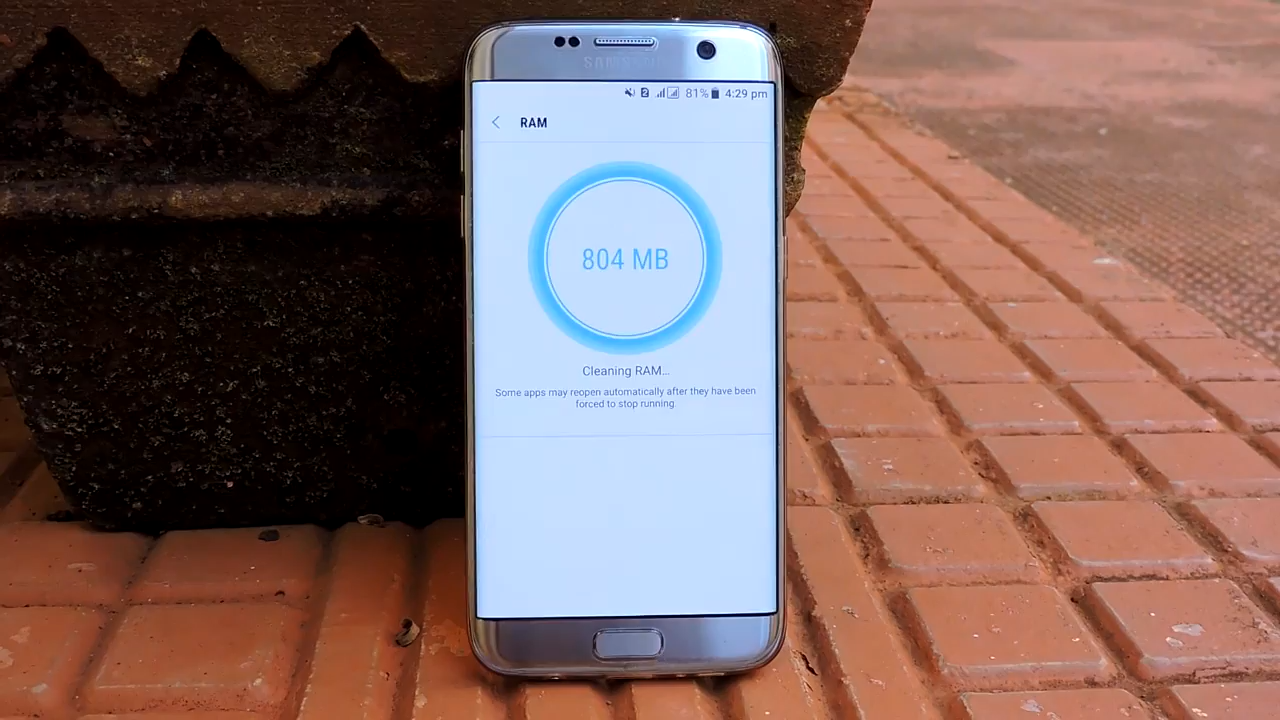 SAMSUNG
81% 4:29 pm
RAM
804 MB
Cleaning RAM...
Some apps may reopen automatically after they have been
forced to stop running.